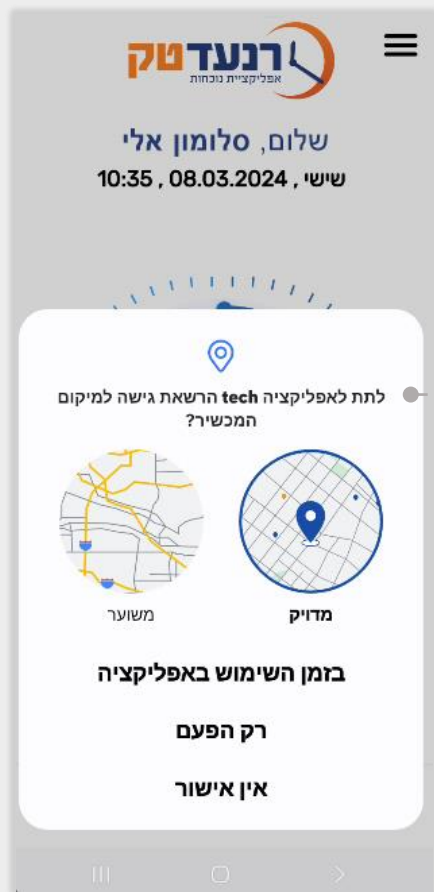 רנעדטק
אפליקציית נוכחות
שלום, סלומון אלי
שישי , 08.03.2024 , 10:35
לתת לאפליקציה tech הרשאת גישה למיקום
המכשיר?
מדויק
משוער
בזמן השימוש באפליקציה
רק הפעם
אין אישור